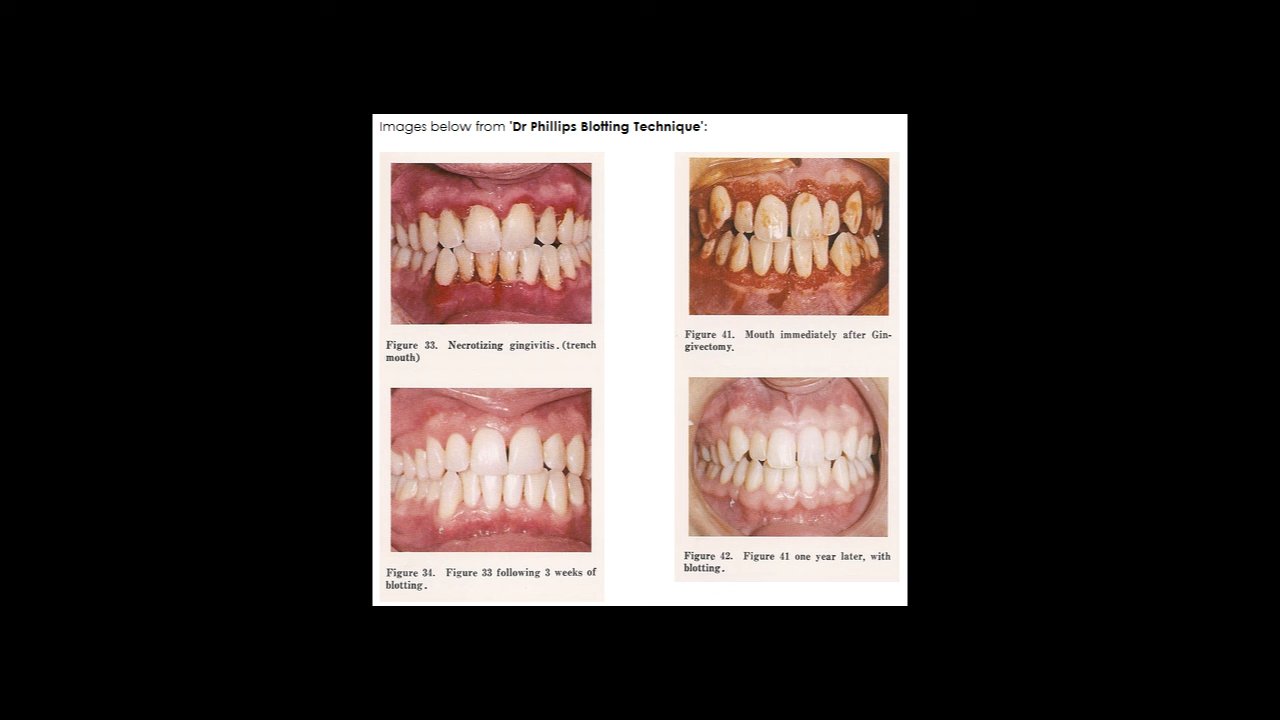 Images below from 'Dr Phillips Blotting Technique':
Figure 33. Necrotizing gingivitis. (trench
mouth)
Figure 34. Figure 33 following 3 weeks of
blotting.
Figure 41. Mouth immediately after Gin-
givectomy.
Figure 42. Figure 41 one year later, with
blotting.